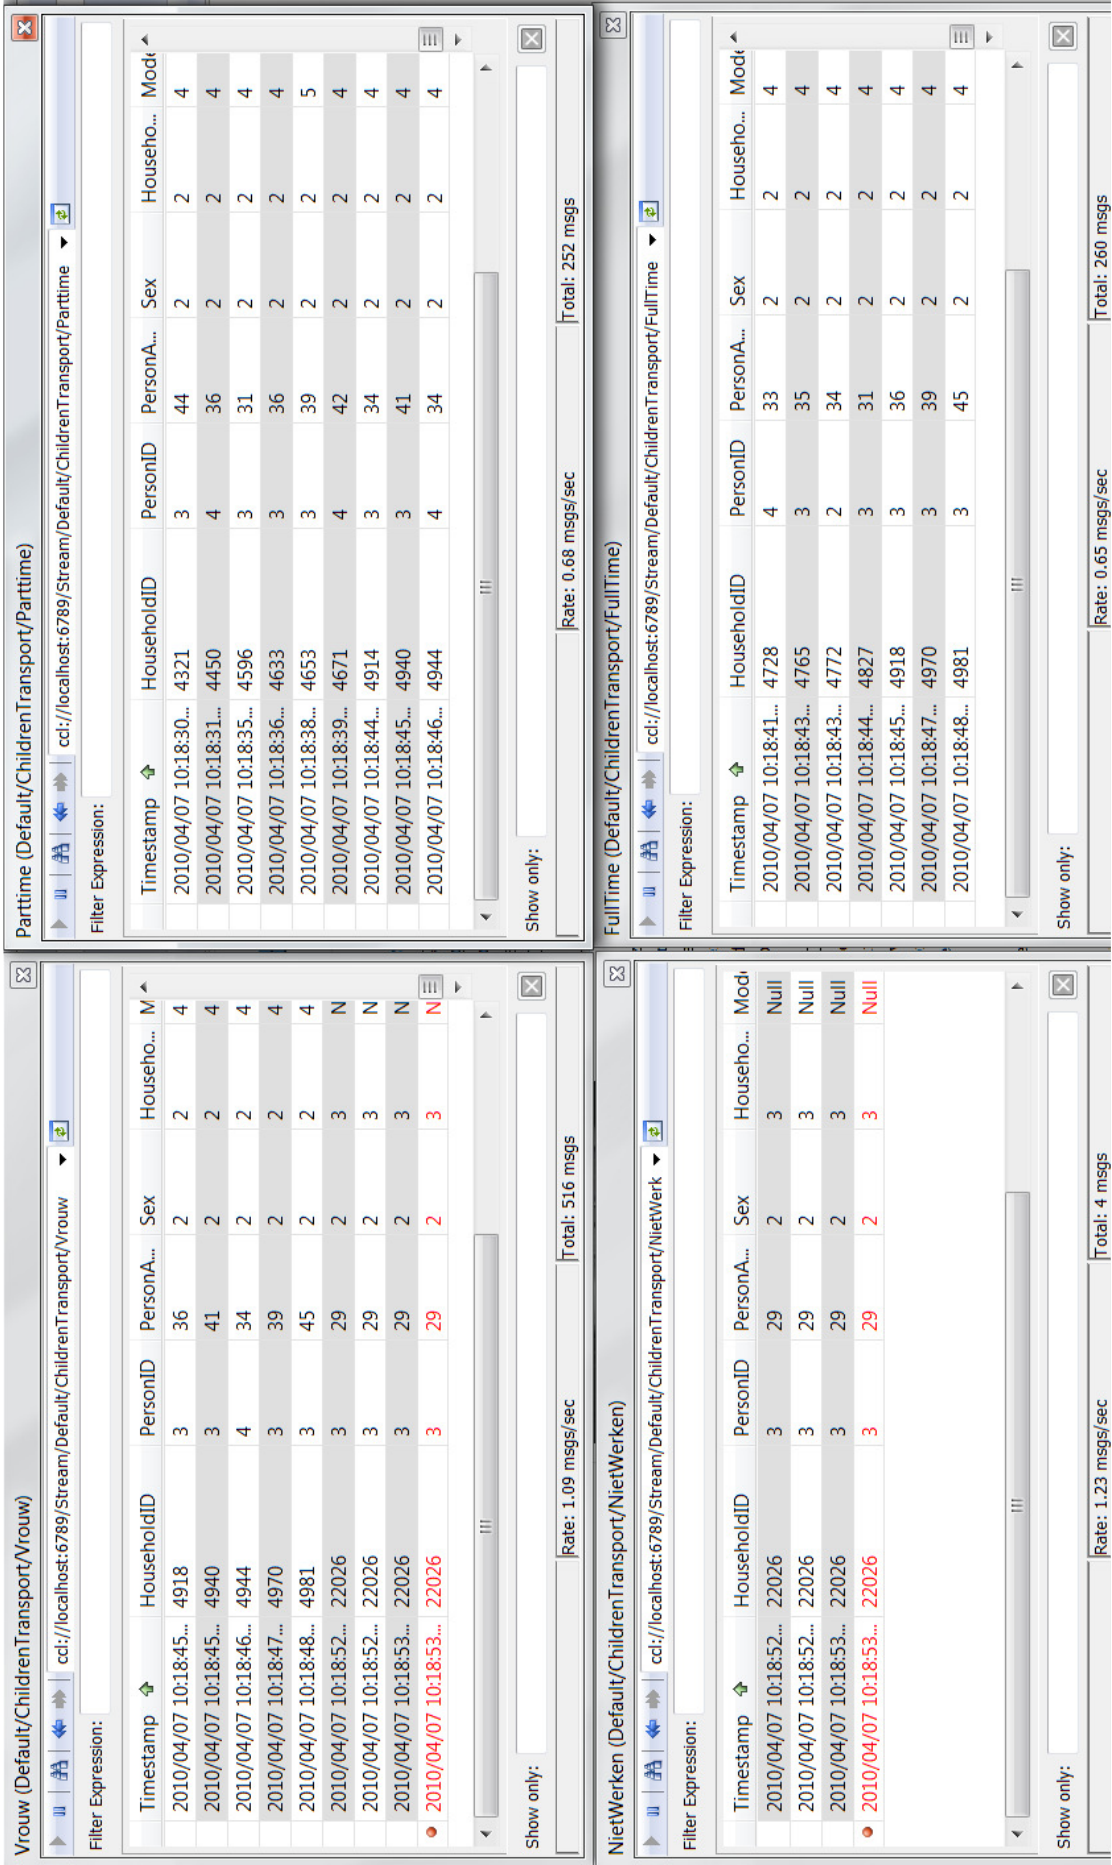 Vrouw (Default/ChildrenTransport/Vrouw)
ccl://localhost:6789/Stream/Default/ChildrenTransport/Vrouw
Filter Expression:
Timestamp HouseholdID PersonID PersonA... Sex Househo... M
2010/04/07 10:18:45... 4918 3 36 2 2 4
2010/04/07 10:18:45... 4940 3 41 2 2 4
2010/04/07 10:18:46... 4944 4 34 2 2 4
2010/04/07 10:18:47... 4970 3 39 2 2 4
2010/04/07 10:18:48... 4981 3 45 2 2 4
2010/04/07 10:18:52... 22026 3 29 2 3 N
2010/04/07 10:18:52... 22026 3 29 2 3 N
2010/04/07 10:18:53... 22026 3 29 2 3 N
2010/04/07 10:18:53... 22026 3 29 2 3 N
Show only:
Rate: 1.09 msgs/sec Total: 516 msgs
Parttime (Default/ChildrenTransport/Parttime)
ccl://localhost:6789/Stream/Default/ChildrenTransport/Parttime
Filter Expression:
Timestamp HouseholdID PersonID PersonA... Sex Househo... Mode
2010/04/07 10:18:30... 4321 3 44 2 2 4
2010/04/07 10:18:31... 4450 4 36 2 2 4
2010/04/07 10:18:35... 4596 3 31 2 2 4
2010/04/07 10:18:36... 4633 3 36 2 2 4
2010/04/07 10:18:38... 4653 3 39 2 2 5
2010/04/07 10:18:39... 4671 4 42 2 2 4
2010/04/07 10:18:44... 4914 3 34 2 2 4
2010/04/07 10:18:45... 4940 3 41 2 2 4
2010/04/07 10:18:46... 4944 4 34 2 2 4
Show only:
Rate: 0.68 msgs/sec Total: 252 msgs
NietWerken (Default/ChildrenTransport/NietWerken)
ccl://localhost:6789/Stream/Default/ChildrenTransport/NietWerk
Filter Expression:
Timestamp HouseholdID PersonID PersonA... Sex Househo... Mode
2010/04/07 10:18:52... 22026 3 29 2 3 Null
2010/04/07 10:18:52... 22026 3 29 2 3 Null
2010/04/07 10:18:53... 22026 3 29 2 3 Null
2010/04/07 10:18:53... 22026 3 29 2 3 Null
Show only:
Rate: 1.23 msgs/sec Total: 4 msgs
FullTime (Default/ChildrenTransport/FullTime)
ccl://localhost:6789/Stream/Default/ChildrenTransport/FullTime
Filter Expression:
Timestamp HouseholdID PersonID PersonA... Sex Househo... Mode
2010/04/07 10:18:41... 4728 4 33 2 2 4
2010/04/07 10:18:43... 4765 3 35 2 2 4
2010/04/07 10:18:43... 4772 2 34 2 2 4
2010/04/07 10:18:44... 4827 3 31 2 2 4
2010/04/07 10:18:45... 4918 3 36 2 2 4
2010/04/07 10:18:47... 4970 3 39 2 2 4
2010/04/07 10:18:48... 4981 3 45 2 2 4
Show only:
Rate: 0.65 msgs/sec Total: 260 msgs